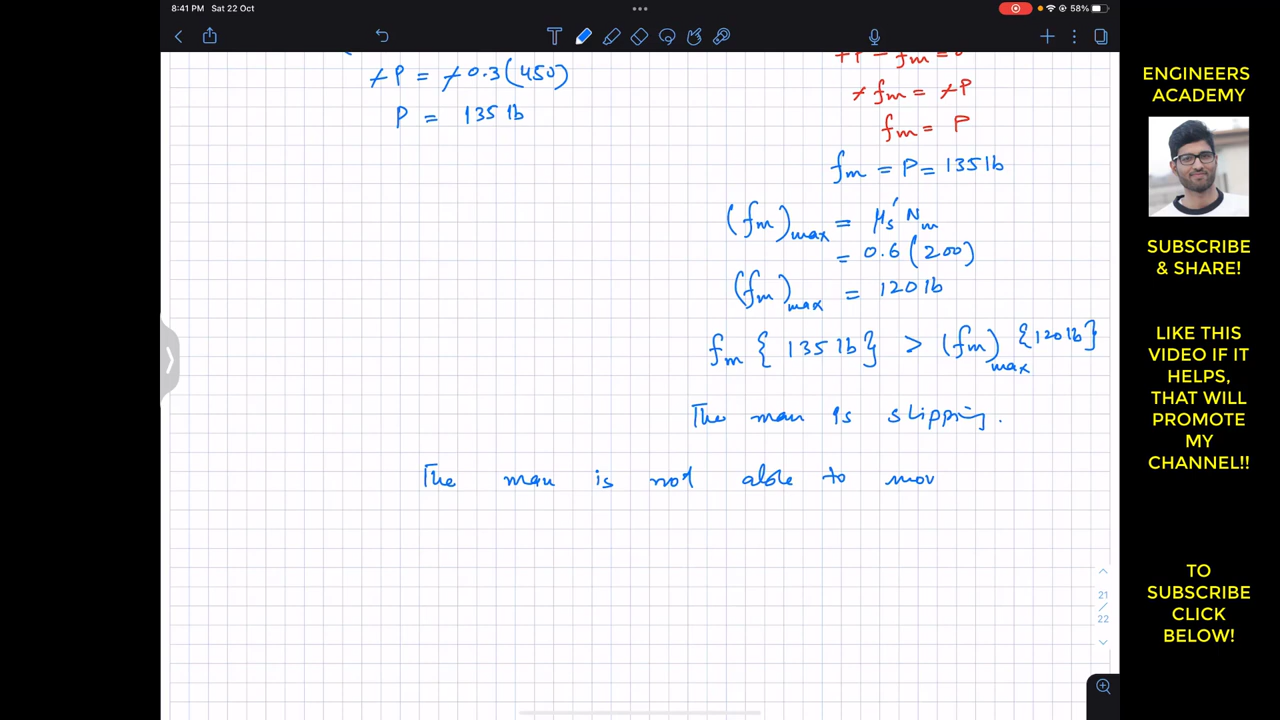 8:41 PM Sat 22 Oct
58%
+P - fm = 0
-P = -0.3(450)
P = 135 lb
-fm = -P
fm = P
fm = P = 135 lb
(fm)max = μs' Nm
= 0.6 (200)
(fm)max = 120 lb
fm {135 lb} > (fm)max {120 lb}
The man is slipping.
The man is not able to mov
21
/
22
ENGINEERS
ACADEMY
SUBSCRIBE
& SHARE!
LIKE THIS
VIDEO IF IT
HELPS,
THAT WILL
PROMOTE
MY
CHANNEL!!
TO
SUBSCRIBE
CLICK
BELOW!